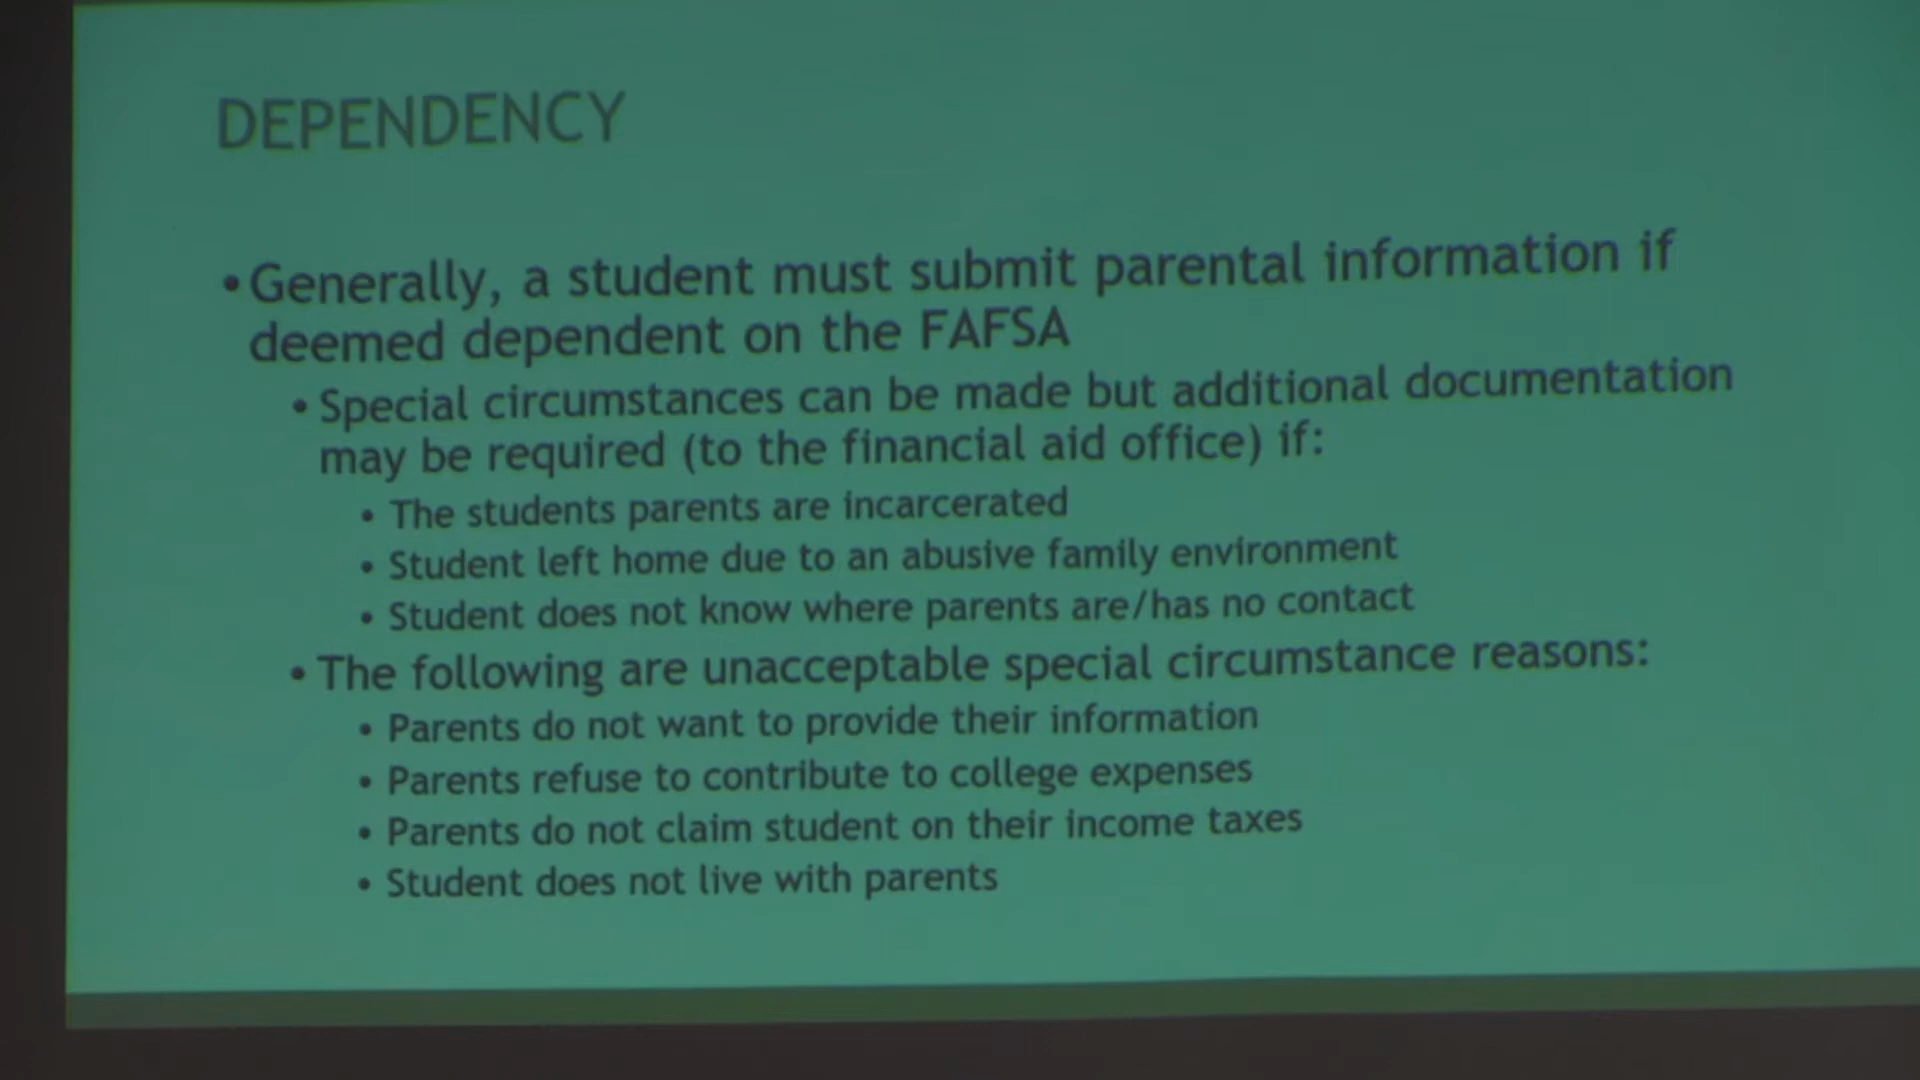 DEPENDENCY
• Generally, a student must submit parental information if
deemed dependent on the FAFSA
• Special circumstances can be made but additional documentation
may be required (to the financial aid office) if:
• The students parents are incarcerated
• Student left home due to an abusive family environment
• Student does not know where parents are/has no contact
• The following are unacceptable special circumstance reasons:
• Parents do not want to provide their information
• Parents refuse to contribute to college expenses
• Parents do not claim student on their income taxes
• Student does not live with parents